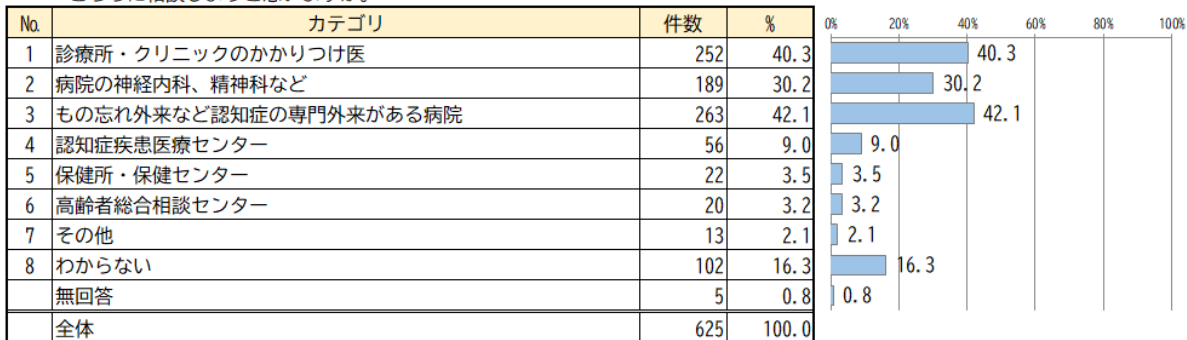 No. カテゴリ 件数 % 0% 20% 40% 60% 80% 100%
1 診療所・クリニックのかかりつけ医 252 40.3 40.3
2 病院の神経内科、精神科など 189 30.2 30.2
3 もの忘れ外来など認知症の専門外来がある病院 263 42.1 42.1
4 認知症疾患医療センター 56 9.0 9.0
5 保健所・保健センター 22 3.5 3.5
6 高齢者総合相談センター 20 3.2 3.2
7 その他 13 2.1 2.1
8 わからない 102 16.3 16.3
無回答 5 0.8 0.8
全体 625 100.0